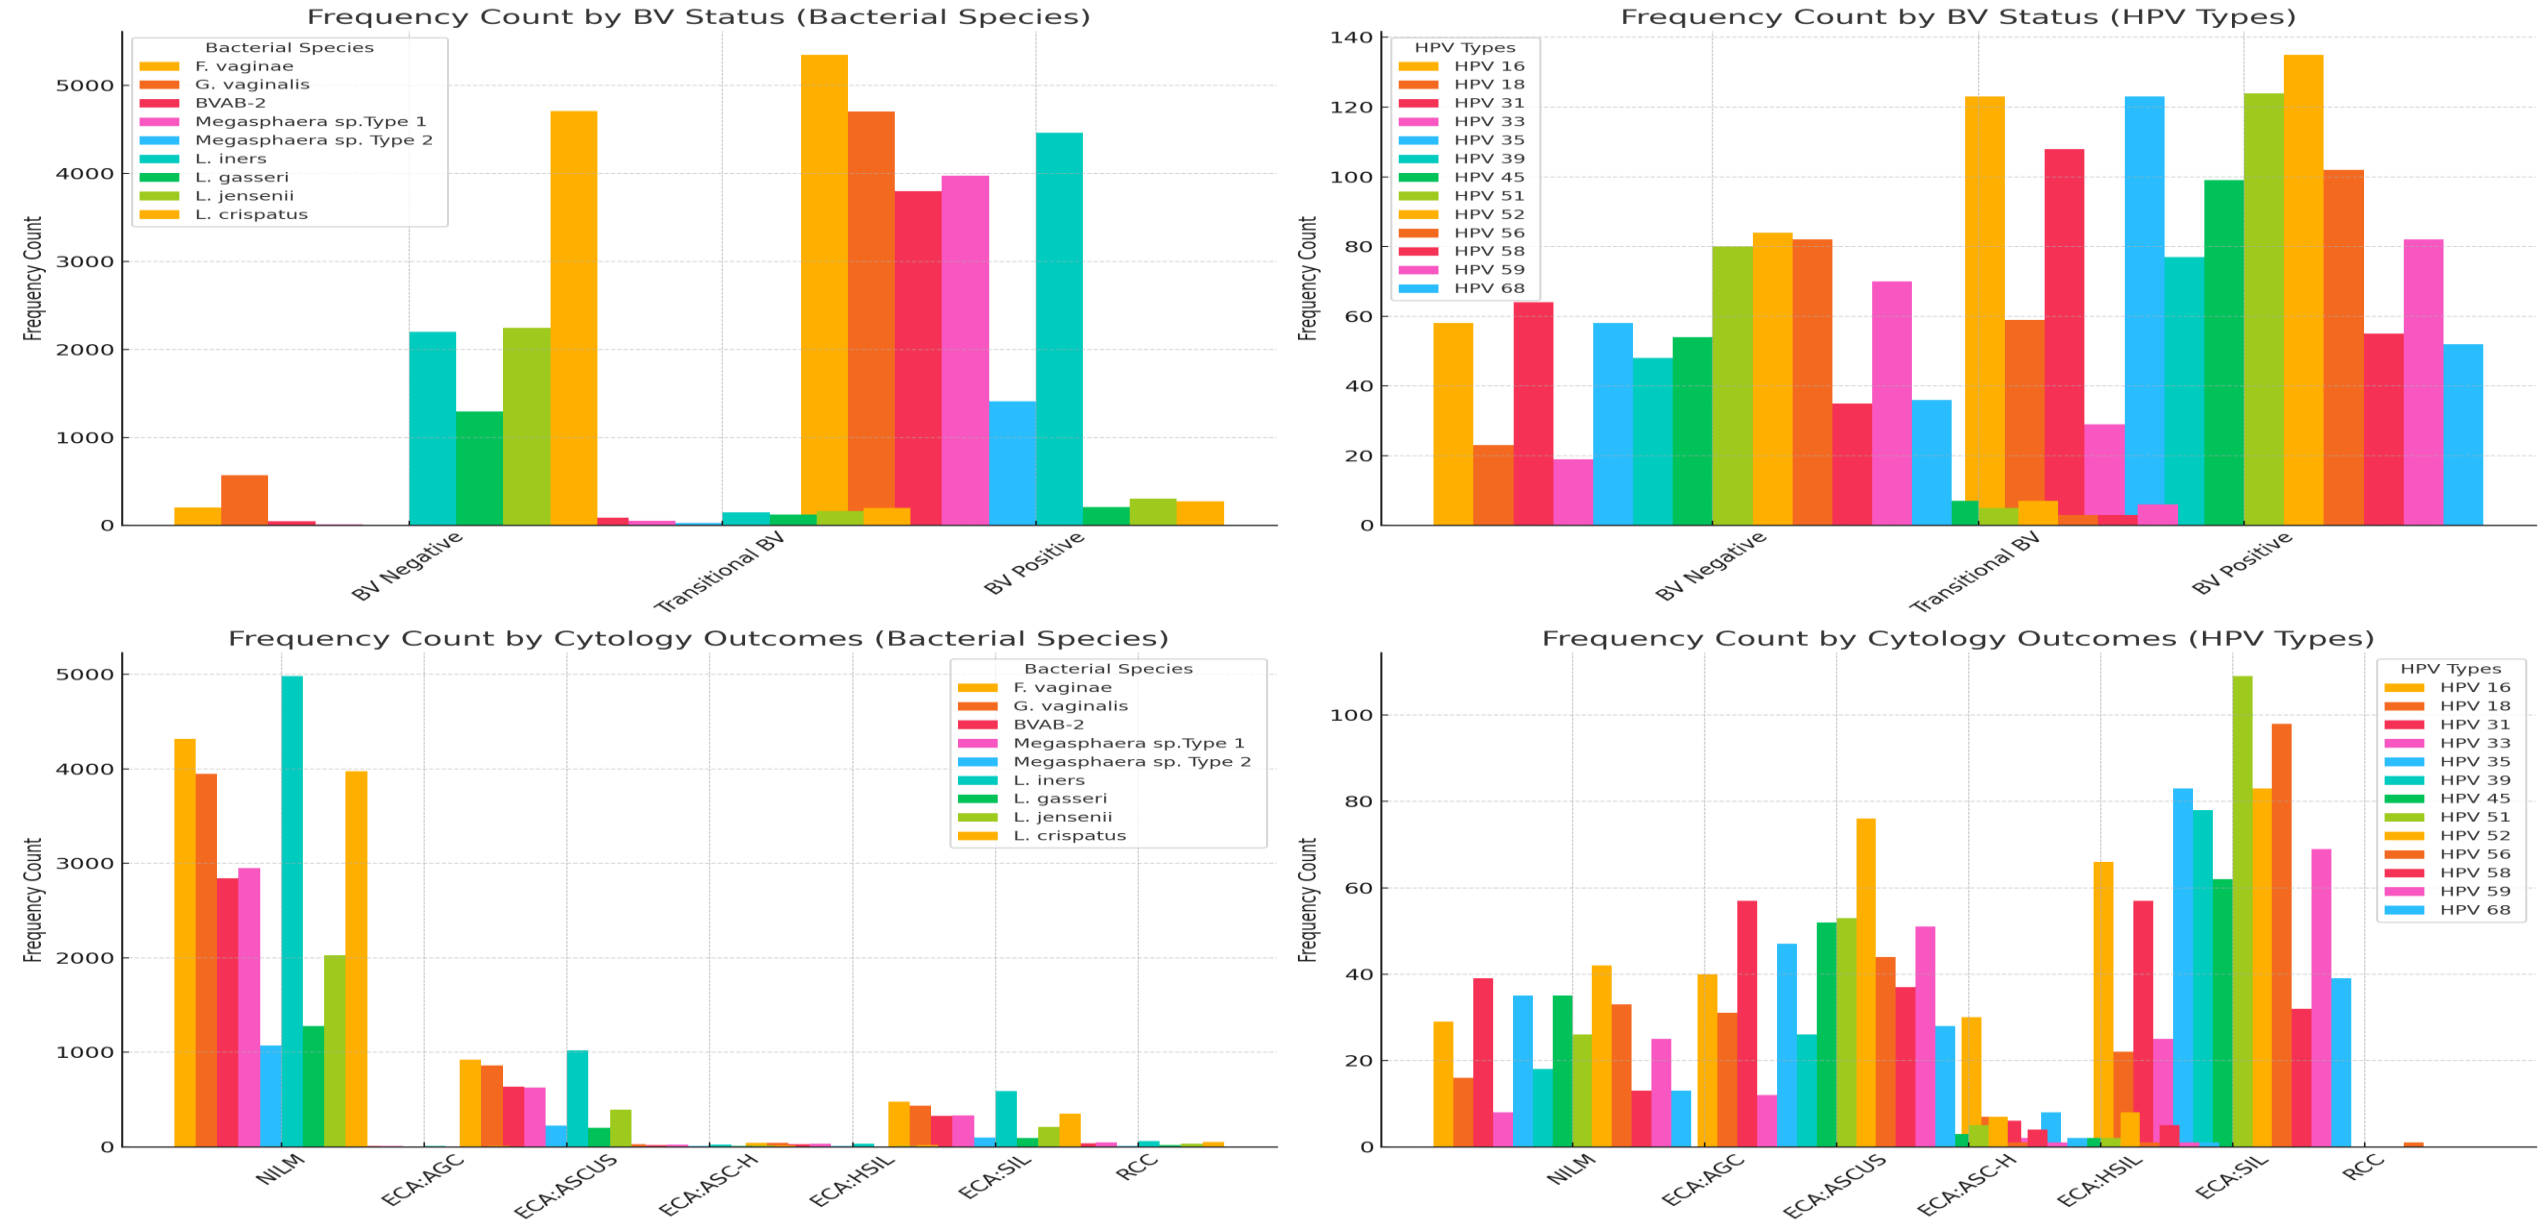 Frequency Count by BV Status (Bacterial Species)
Frequency Count
5000
4000
3000
2000
1000
0
Bacterial Species
F. vaginae
G. vaginalis
BVAB-2
Megasphaera sp.Type 1
Megasphaera sp. Type 2
L. iners
L. gasseri
L. jensenii
L. crispatus
BV Negative
Transitional BV
BV Positive
Frequency Count by BV Status (HPV Types)
Frequency Count
140
120
100
80
60
40
20
0
HPV Types
HPV 16
HPV 18
HPV 31
HPV 33
HPV 35
HPV 39
HPV 45
HPV 51
HPV 52
HPV 56
HPV 58
HPV 59
HPV 68
BV Negative
Transitional BV
BV Positive
Frequency Count by Cytology Outcomes (Bacterial Species)
Frequency Count
5000
4000
3000
2000
1000
0
Bacterial Species
F. vaginae
G. vaginalis
BVAB-2
Megasphaera sp.Type 1
Megasphaera sp. Type 2
L. iners
L. gasseri
L. jensenii
L. crispatus
NILM
ECA:AGC
ECA:ASCUS
ECA:ASC-H
ECA:HSIL
ECA:SIL
RCC
Frequency Count by Cytology Outcomes (HPV Types)
Frequency Count
100
80
60
40
20
0
HPV Types
HPV 16
HPV 18
HPV 31
HPV 33
HPV 35
HPV 39
HPV 45
HPV 51
HPV 52
HPV 56
HPV 58
HPV 59
HPV 68
NILM
ECA:AGC
ECA:ASCUS
ECA:ASC-H
ECA:HSIL
ECA:SIL
RCC